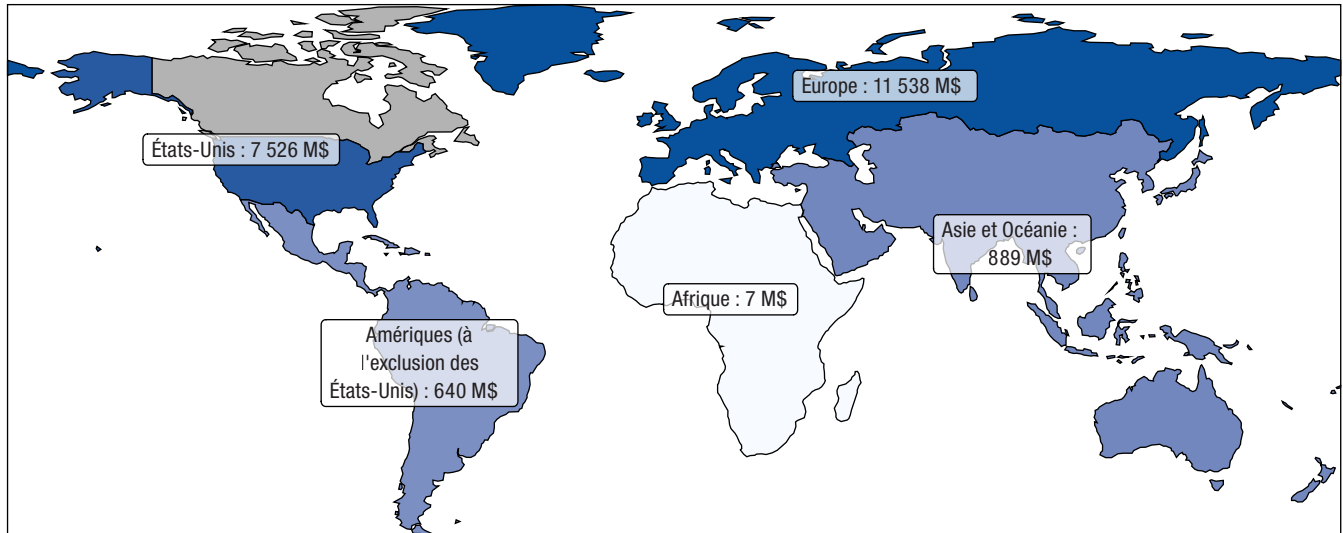 Europe : 11 538 M$
États-Unis : 7 526 M$
Asie et Océanie :
889 M$
Afrique : 7 M$
Amériques (à
l'exclusion des
États-Unis) : 640 M$